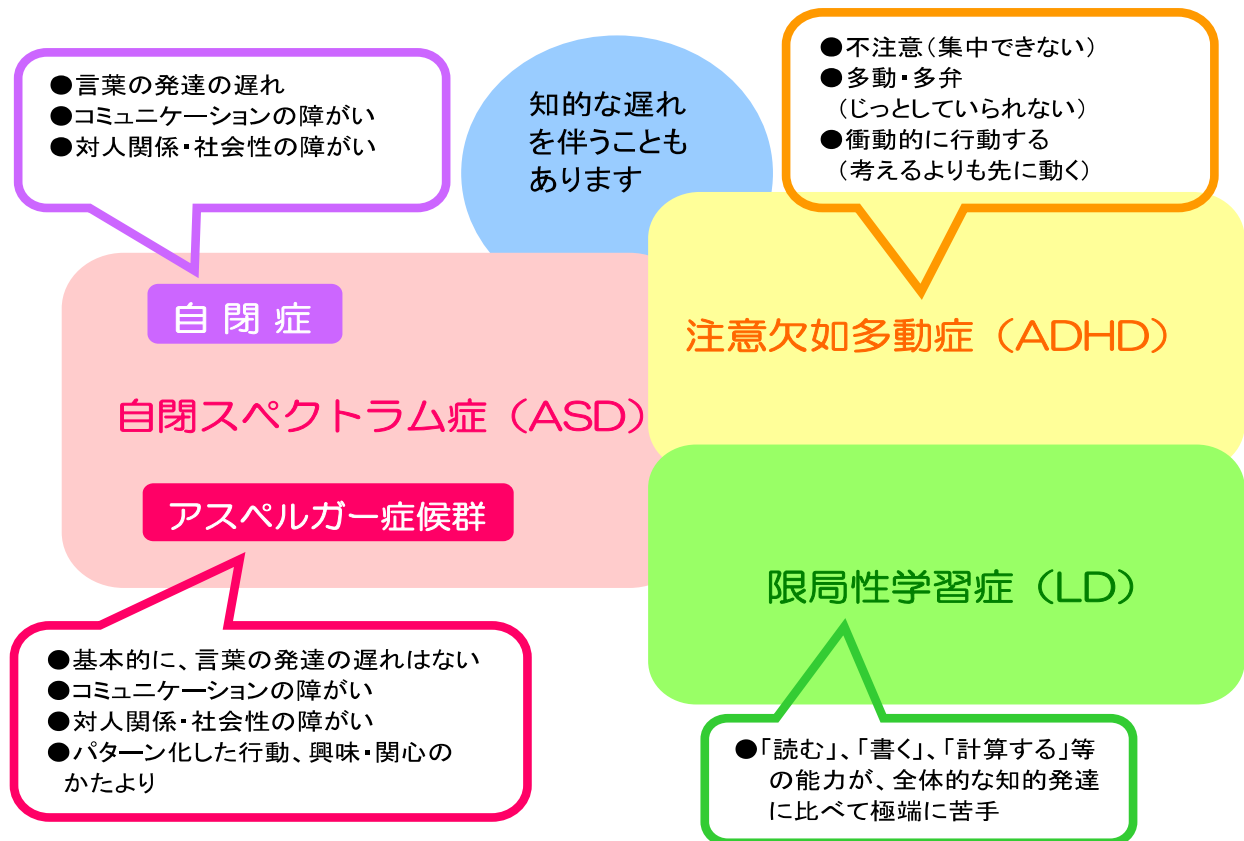 ●言葉の発達の遅れ
●コミュニケーションの障がい
●対人関係・社会性の障がい
知的な遅れ
を伴うことも
あります
●不注意（集中できない）
●多動・多弁
（じっとしていられない）
●衝動的に行動する
（考えるよりも先に動く）
自閉症
注意欠如多動症（ADHD）
自閉スペクトラム症（ASD）
アスペルガー症候群
限局性学習症（LD）
●基本的に、言葉の発達の遅れはない
●コミュニケーションの障がい
●対人関係・社会性の障がい
●パターン化した行動、興味・関心の
かたより
●「読む」、「書く」、「計算する」等
の能力が、全体的な知的発達
に比べて極端に苦手